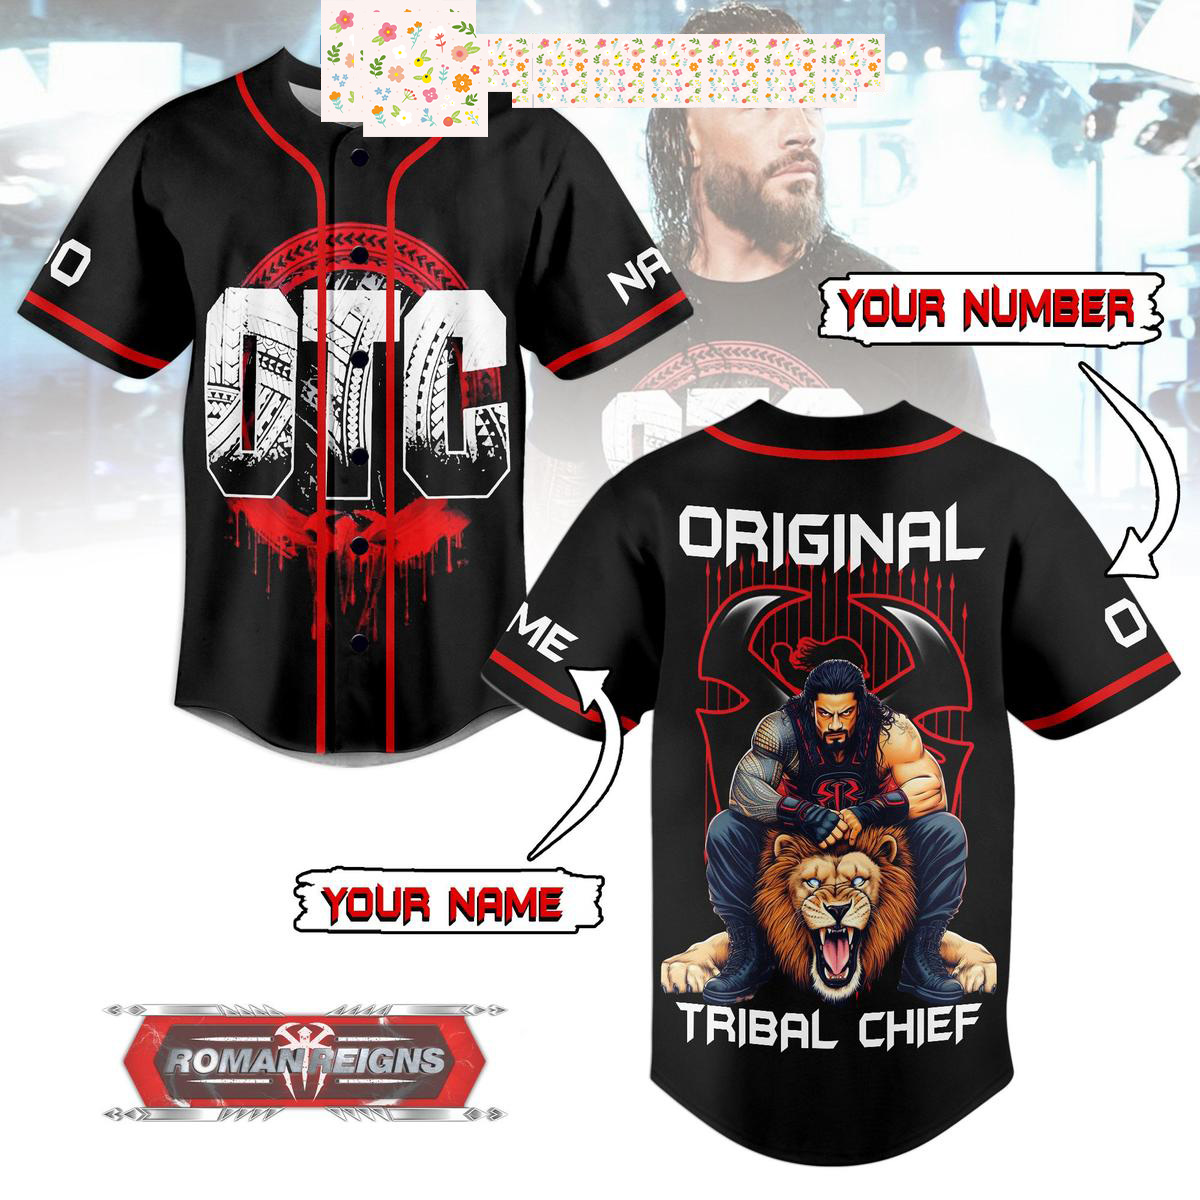 OTC
NA
YOUR NUMBER
ORIGINAL
ME
YOUR NAME
TRIBAL CHIEF
ROMAN REIGNS